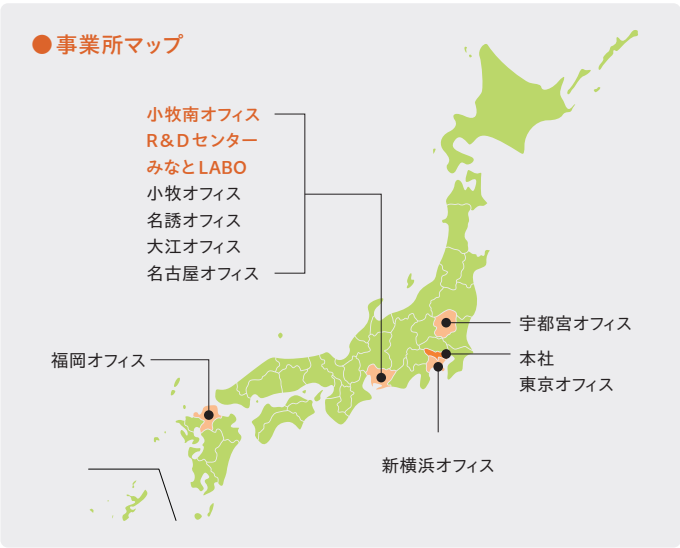 ●事業所マップ
小牧南オフィス
R&Dセンター
みなとLABO
小牧オフィス
名誘オフィス
大江オフィス
名古屋オフィス
宇都宮オフィス
福岡オフィス
本社
東京オフィス
新横浜オフィス